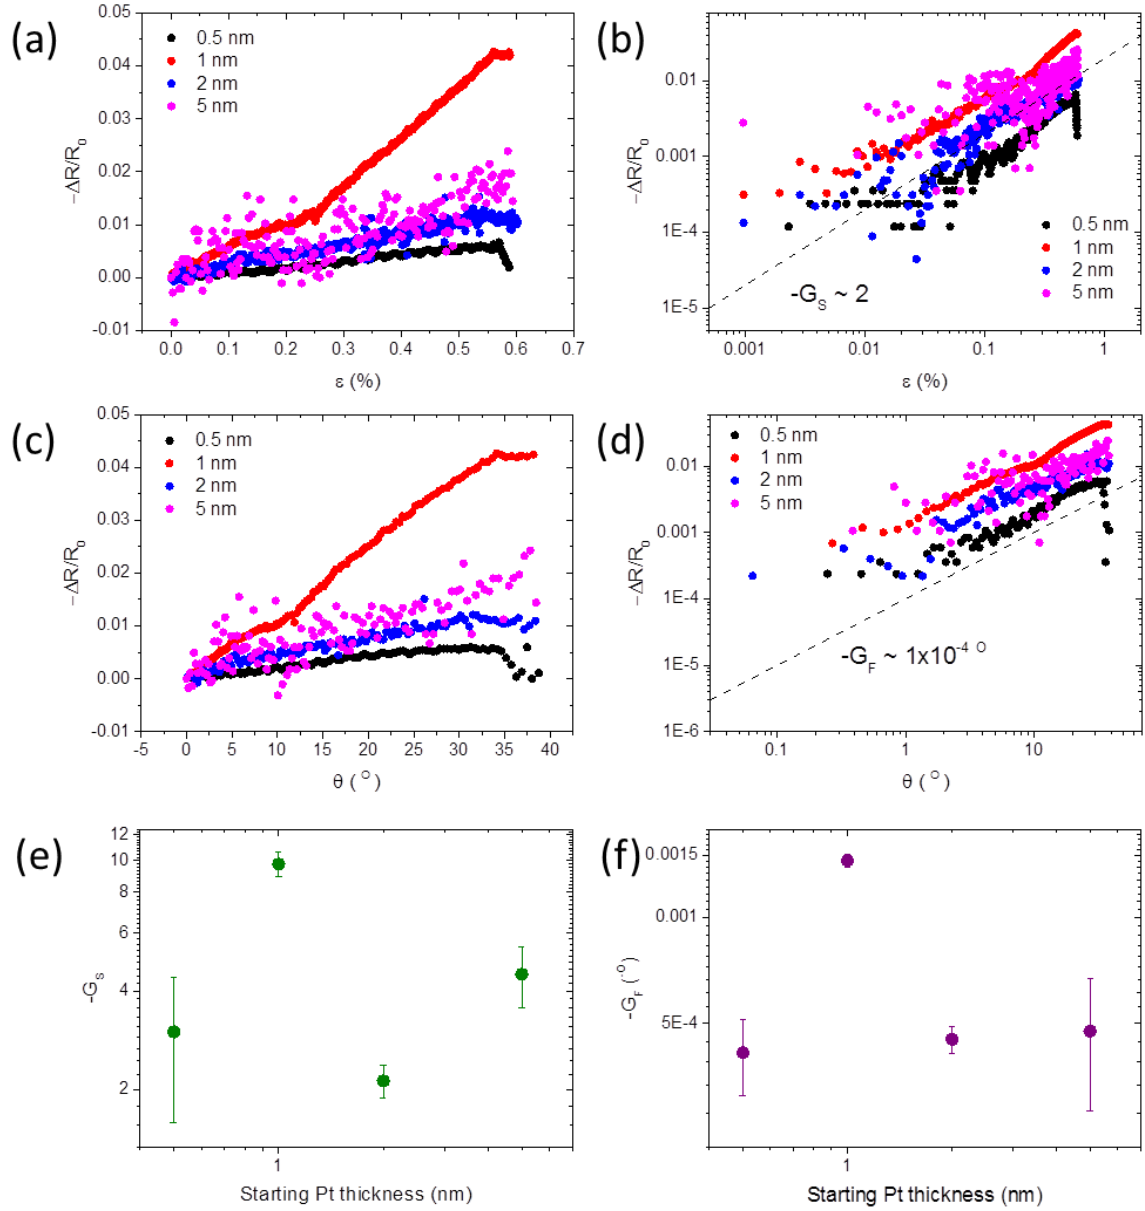 (a)
0.5 nm
1 nm
2 nm
5 nm
0.05
0.04
0.03
0.02
0.01
0.00
-0.01
−ΔR/R₀
0.0 0.1 0.2 0.3 0.4 0.5 0.6 0.7
ε (%)
(b)
0.01
0.001
1E-4
1E-5
−ΔR/R₀
0.5 nm
1 nm
2 nm
5 nm
-G_S ~ 2
0.001 0.01 0.1 1
ε (%)
(c)
0.5 nm
1 nm
2 nm
5 nm
0.05
0.04
0.03
0.02
0.01
0.00
-0.01
−ΔR/R₀
-5 0 5 10 15 20 25 30 35 40
θ (°)
(d)
0.5 nm
1 nm
2 nm
5 nm
0.01
0.001
1E-4
1E-5
1E-6
−ΔR/R₀
-G_F ~ 1x10⁻⁴ °
0.1 1 10
θ (°)
(e)
12
10
8
6
4
2
-G_s
1
Starting Pt thickness (nm)
(f)
0.0015
0.001
5E-4
-G_F (-°)
1
Starting Pt thickness (nm)